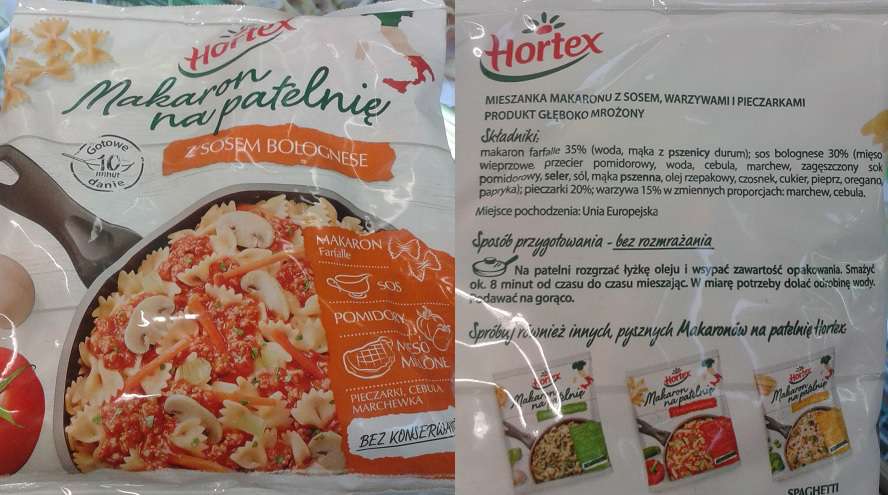 Hortex
Makaron
na patelnię
Z SOSEM BOLOGNESE
Gotowe
10
minut
danie
MAKARON
Farfalle
SOS
POMIDORY
MIĘSO
MIELONE
PIECZARKI, CEBULA,
MARCHEWKA
BEZ
Hortex
MIESZANKA MAKARONU Z SOSEM, WARZYWAMI I PIECZARKAMI
PRODUKT GŁĘBOKO MROŻONY
Składniki:
makaron farfalle 35% (woda, mąka z pszenicy durum); sos bolognese 30% (mięso
wieprzowe, przecier pomidorowy, woda, cebula, marchew, zagęszczony sok
pomidorowy, seler, sól, mąka pszenna, olej rzepakowy, czosnek, cukier, pieprz, oregano,
papryka); pieczarki 20%; warzywa 15% w zmiennych proporcjach: marchew, cebula.
Miejsce pochodzenia: Unia Europejska
Sposób przygotowania - bez rozmrażania
Na patelni rozgrzać łyżkę oleju i wsypać zawartość opakowania. Smażyć
ok. 8 minut od czasu do czasu mieszając. W miarę potrzeby dolać odrobinę wody.
Podawać na gorąco.
Spróbuj również innych, pysznych Makaronów na patelnię Hortex
Hortex
Makaron
na patelnię
Hortex
Makaron
na patelnię
Hortex
Makaron
na patelnię
SPAGHETTI